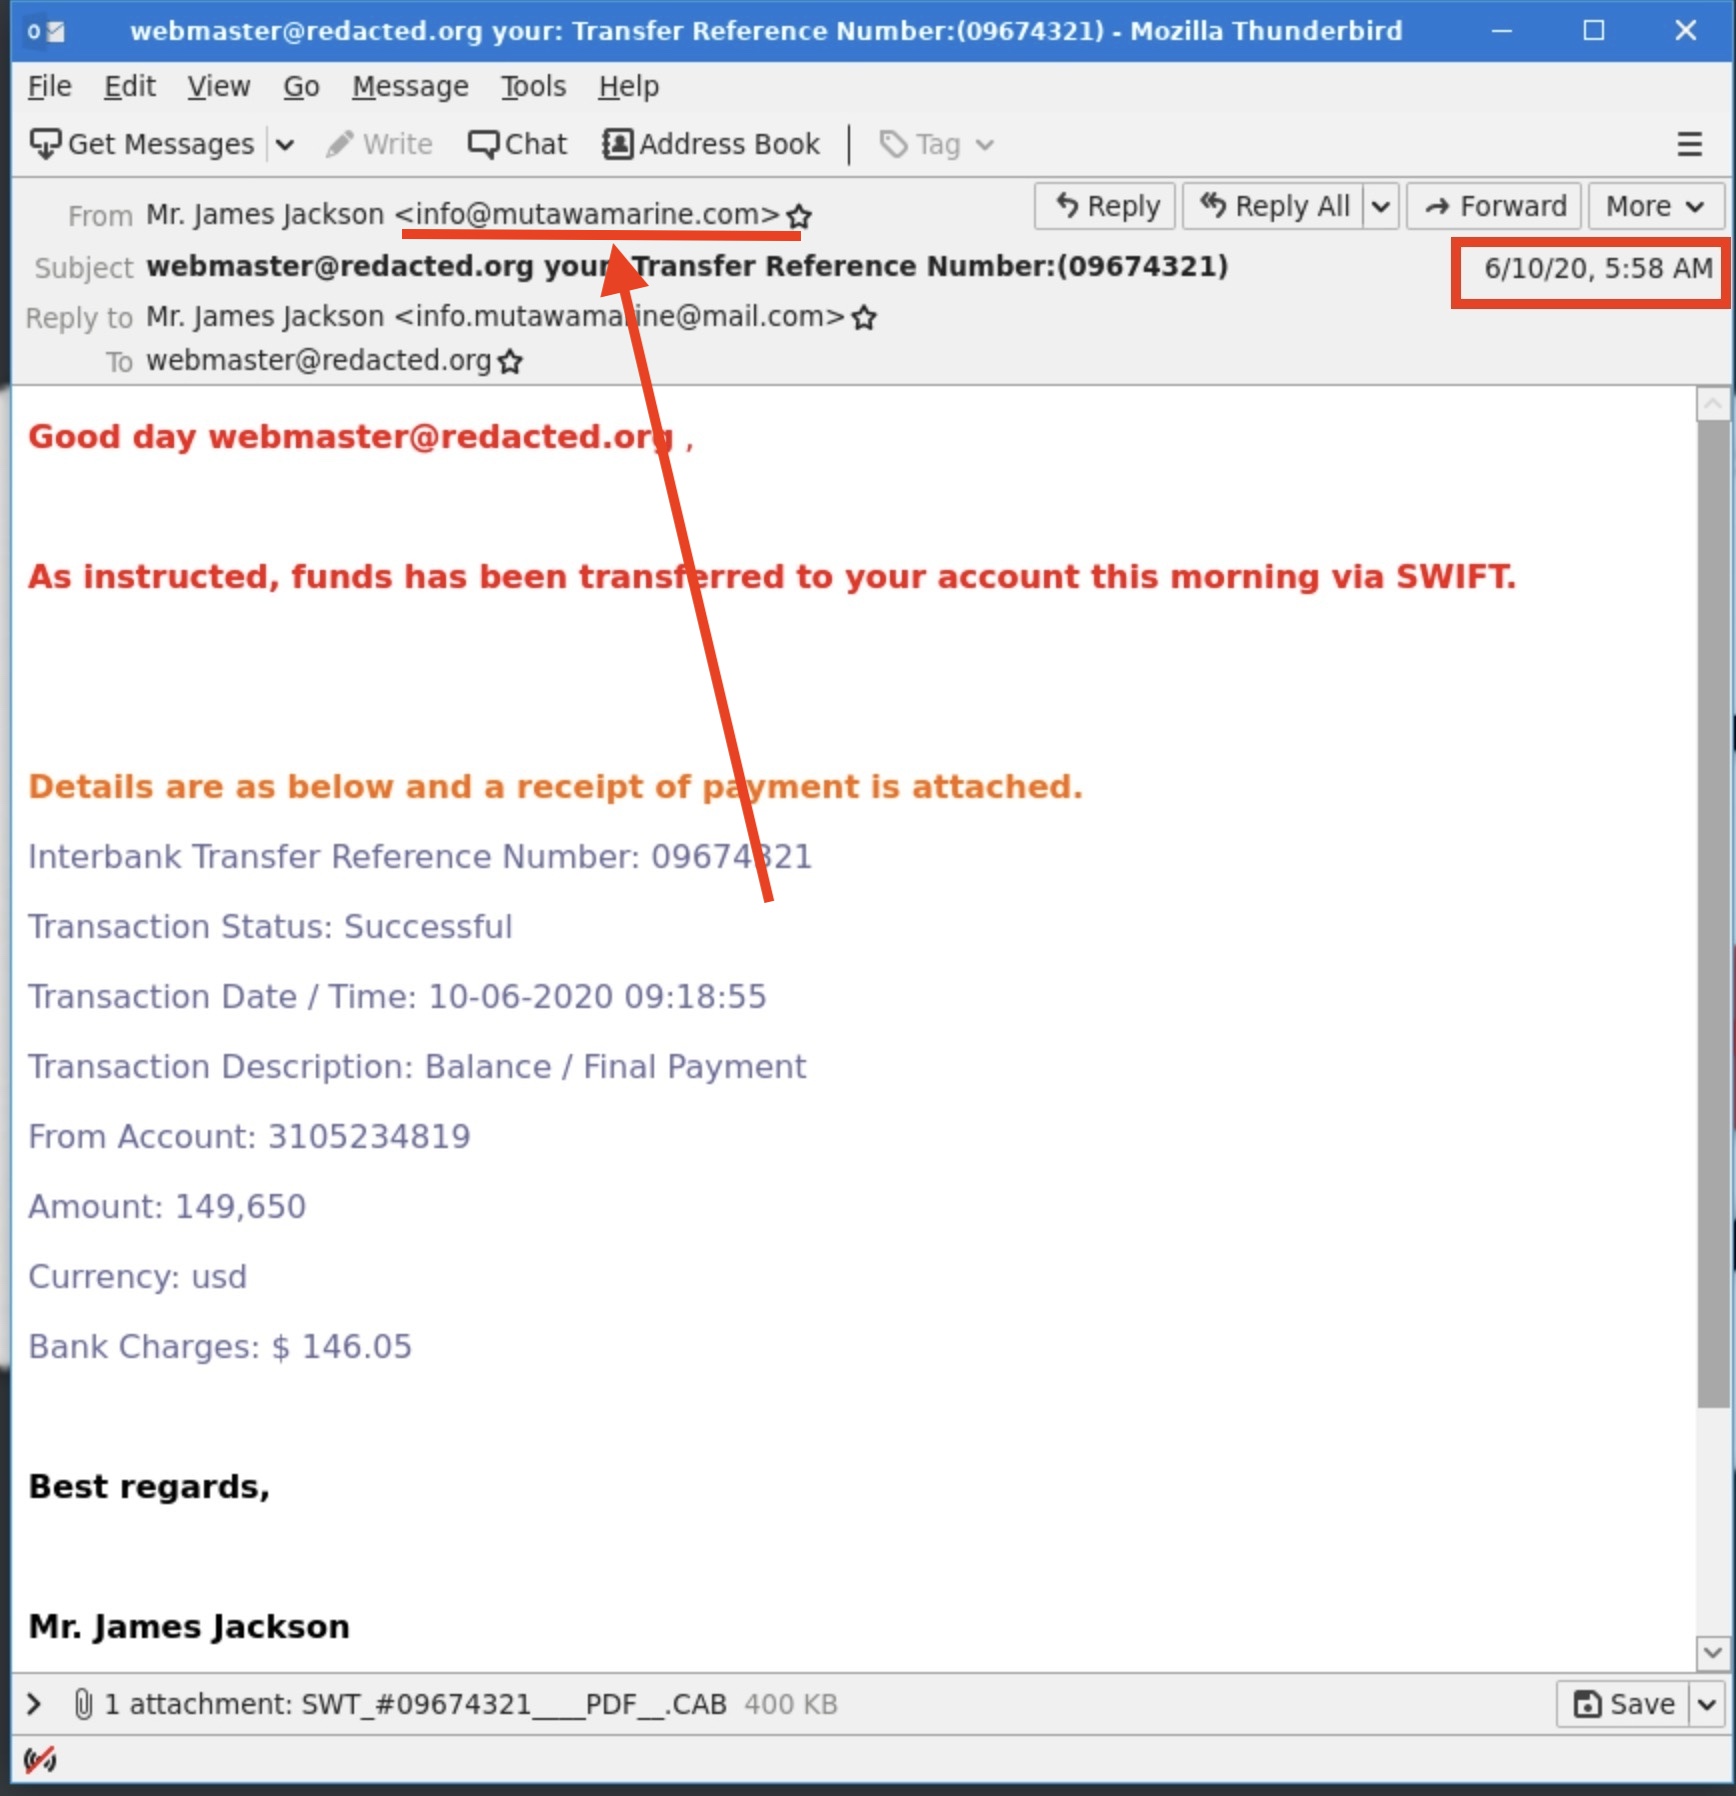 webmaster@redacted.org your: Transfer Reference Number:(09674321) - Mozilla Thunderbird
File Edit View Go Message Tools Help
Get Messages Write Chat Address Book Tag
From Mr. James Jackson <info@mutawamarine.com> Reply Reply All Forward More
Subject webmaster@redacted.org your: Transfer Reference Number:(09674321) 6/10/20, 5:58 AM
Reply to Mr. James Jackson <info.mutawamarine@mail.com>
To webmaster@redacted.org
Good day webmaster@redacted.org ,
As instructed, funds has been transferred to your account this morning via SWIFT.
Details are as below and a receipt of payment is attached.
Interbank Transfer Reference Number: 09674321
Transaction Status: Successful
Transaction Date / Time: 10-06-2020 09:18:55
Transaction Description: Balance / Final Payment
From Account: 3105234819
Amount: 149,650
Currency: usd
Bank Charges: $ 146.05
Best regards,
Mr. James Jackson
1 attachment: SWT_#09674321____PDF__.CAB 400 KB Save